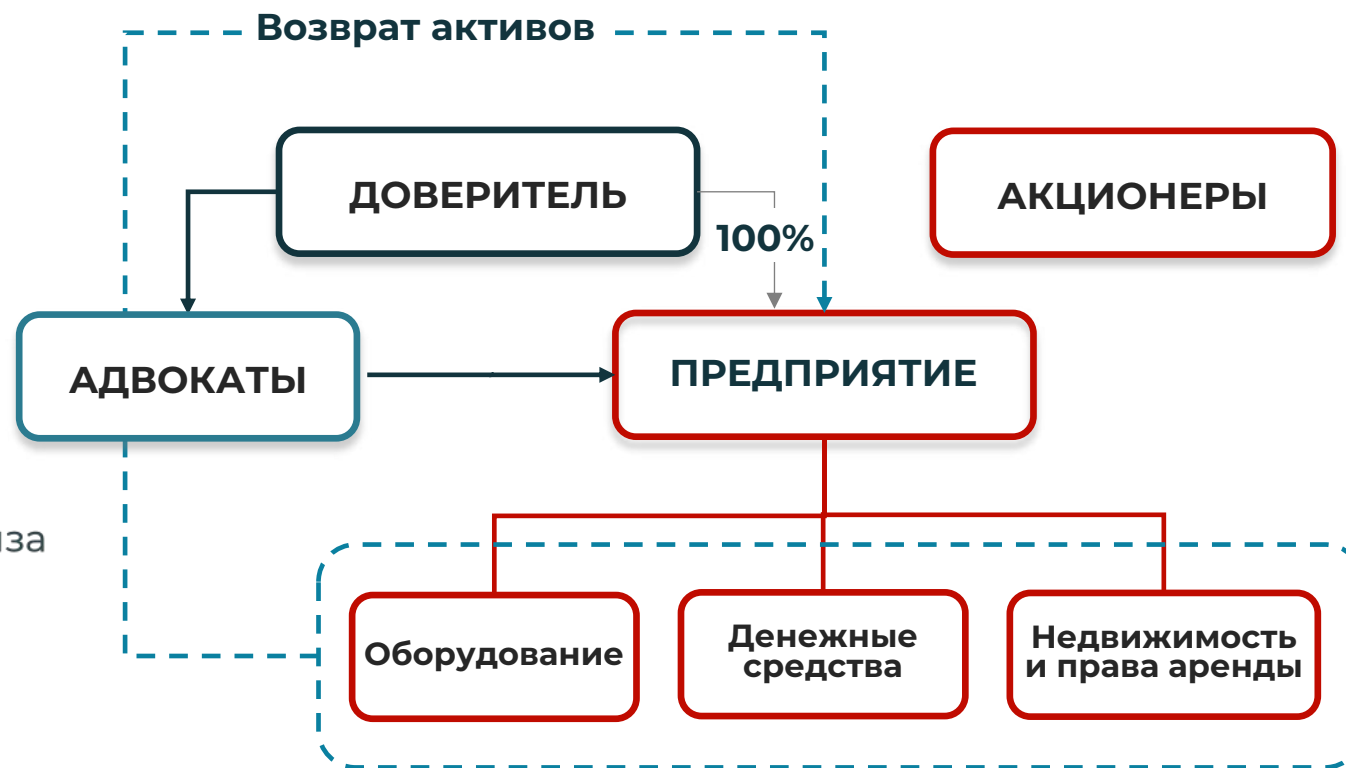 Возврат активов
ДОВЕРИТЕЛЬ
АКЦИОНЕРЫ
100%
АДВОКАТЫ
ПРЕДПРИЯТИЕ
Оборудование
Денежные
средства
Недвижимость
и права аренды